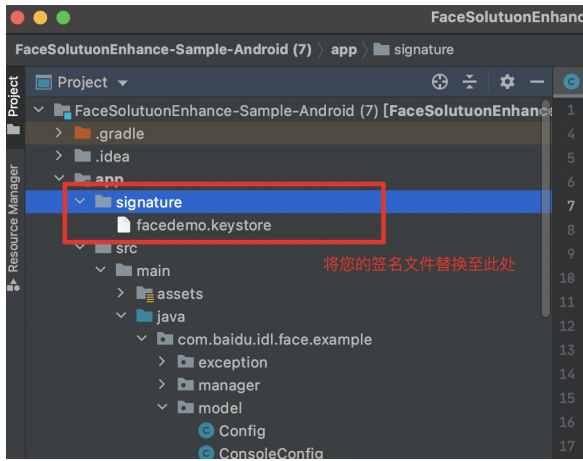 FaceSolutuonEnhanc
FaceSolutuonEnhance-Sample-Android (7) 〉 app 〉 signature
Project
Project
Resource Manager
FaceSolutuonEnhance-Sample-Android (7) [FaceSolutuonEnhance
.gradle
.idea
app
signature
facedemo.keystore
src
main
将您的签名文件替换至此处
assets
java
com.baidu.idl.face.example
exception
manager
model
Config
ConsoleConfig
1
4
5
6
7
8
9
10
11
12
13
14
15
16
17